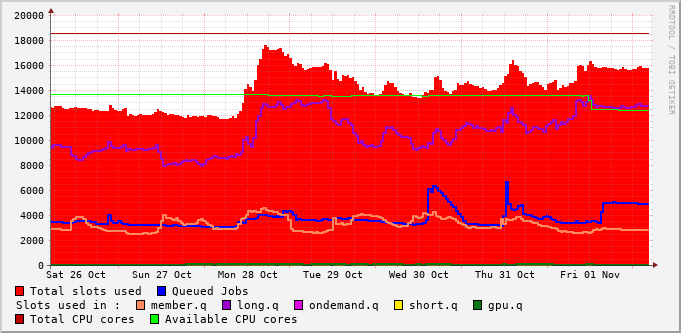 20000
18000
16000
14000
12000
10000
8000
6000
4000
2000
0
Sat 26 Oct Sun 27 Oct Mon 28 Oct Tue 29 Oct Wed 30 Oct Thu 31 Oct Fri 01 Nov
Total slots used Queued Jobs
Slots used in : member.q long.q ondemand.q short.q gpu.q
Total CPU cores Available CPU cores
RRDTOOL / TOBI OETIKER